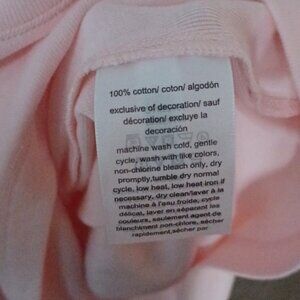 100% cotton/ coton/ algodón
exclusive of decoration/ sauf
décoration/ excluye la
decoración
machine wash cold, gentle
cycle, wash with like colors,
non-chlorine bleach only, dry
promptly,tumble dry normal
cycle, low heat, low heat iron if
necessary, dry clean/laver à la
machine à l'eau froide, cycle
délicat, laver en séparant les
couleurs, seulement agent de
blanchiment non-chlore, sécher
rapidement,sécher par